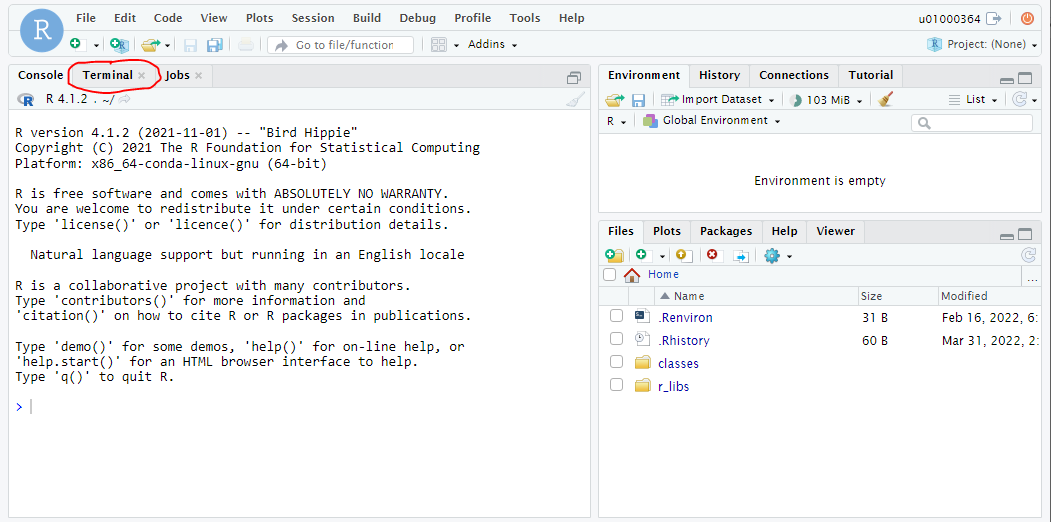 R
File Edit Code View Plots Session Build Debug Profile Tools Help
u01000364
Go to file/function
Addins
Project: (None)
Console Terminal Jobs
R 4.1.2 . ~/
R version 4.1.2 (2021-11-01) -- "Bird Hippie"
Copyright (C) 2021 The R Foundation for Statistical Computing
Platform: x86_64-conda-linux-gnu (64-bit)
R is free software and comes with ABSOLUTELY NO WARRANTY.
You are welcome to redistribute it under certain conditions.
Type 'license()' or 'licence()' for distribution details.
Natural language support but running in an English locale
R is a collaborative project with many contributors.
Type 'contributors()' for more information and
'citation()' on how to cite R or R packages in publications.
Type 'demo()' for some demos, 'help()' for on-line help, or
'help.start()' for an HTML browser interface to help.
Type 'q()' to quit R.
>
Environment History Connections Tutorial
Import Dataset 103 MiB List
R Global Environment
Environment is empty
Files Plots Packages Help Viewer
Home ...
Name Size Modified
.Renviron 31 B Feb 16, 2022, 6:
.Rhistory 60 B Mar 31, 2022, 2:
classes
r_libs